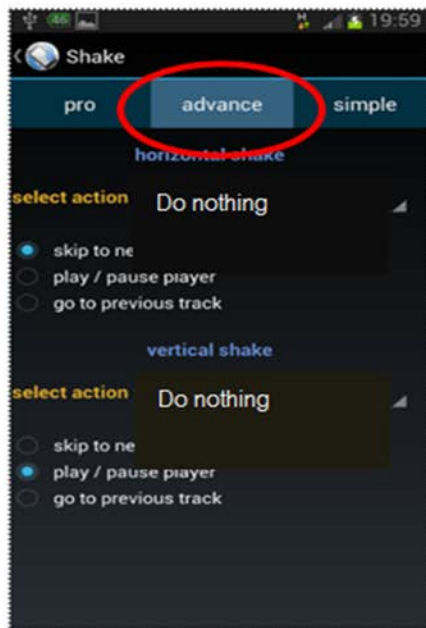 46 H 19:59
Shake
pro advance simple
horizontal shake
select action Do nothing
skip to ne
play / pause player
go to previous track
vertical shake
select action Do nothing
skip to ne
play / pause player
go to previous track